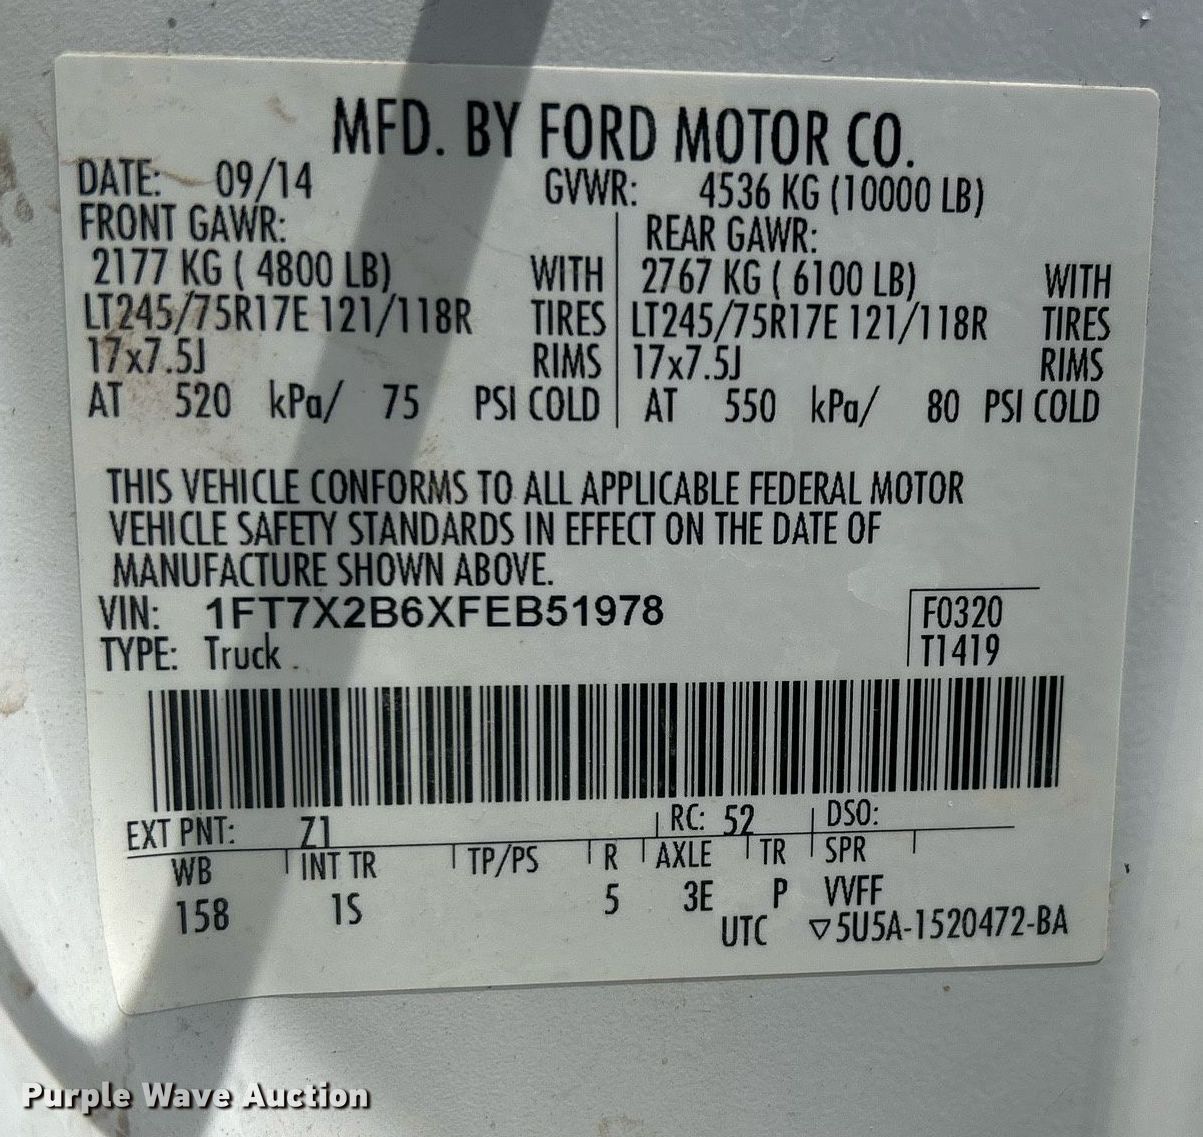 MFD. BY FORD MOTOR CO.
DATE: 09/14 GVWR: 4536 KG (10000 LB)
FRONT GAWR: REAR GAWR:
2177 KG ( 4800 LB) WITH 2767 KG ( 6100 LB) WITH
LT245/75R17E 121/118R TIRES LT245/75R17E 121/118R TIRES
17x7.5J RIMS 17x7.5J RIMS
AT 520 kPa/ 75 PSI COLD AT 550 kPa/ 80 PSI COLD
THIS VEHICLE CONFORMS TO ALL APPLICABLE FEDERAL MOTOR
VEHICLE SAFETY STANDARDS IN EFFECT ON THE DATE OF
MANUFACTURE SHOWN ABOVE.
VIN: 1FT7X2B6XFEB51978 F0320
TYPE: Truck T1419
EXT PNT: Z1 RC: 52 DSO:
WB INT TR TP/PS R AXLE TR SPR
158 1S 5 3E P VVFF
UTC ▽5U5A-1520472-BA
Purple Wave Auction